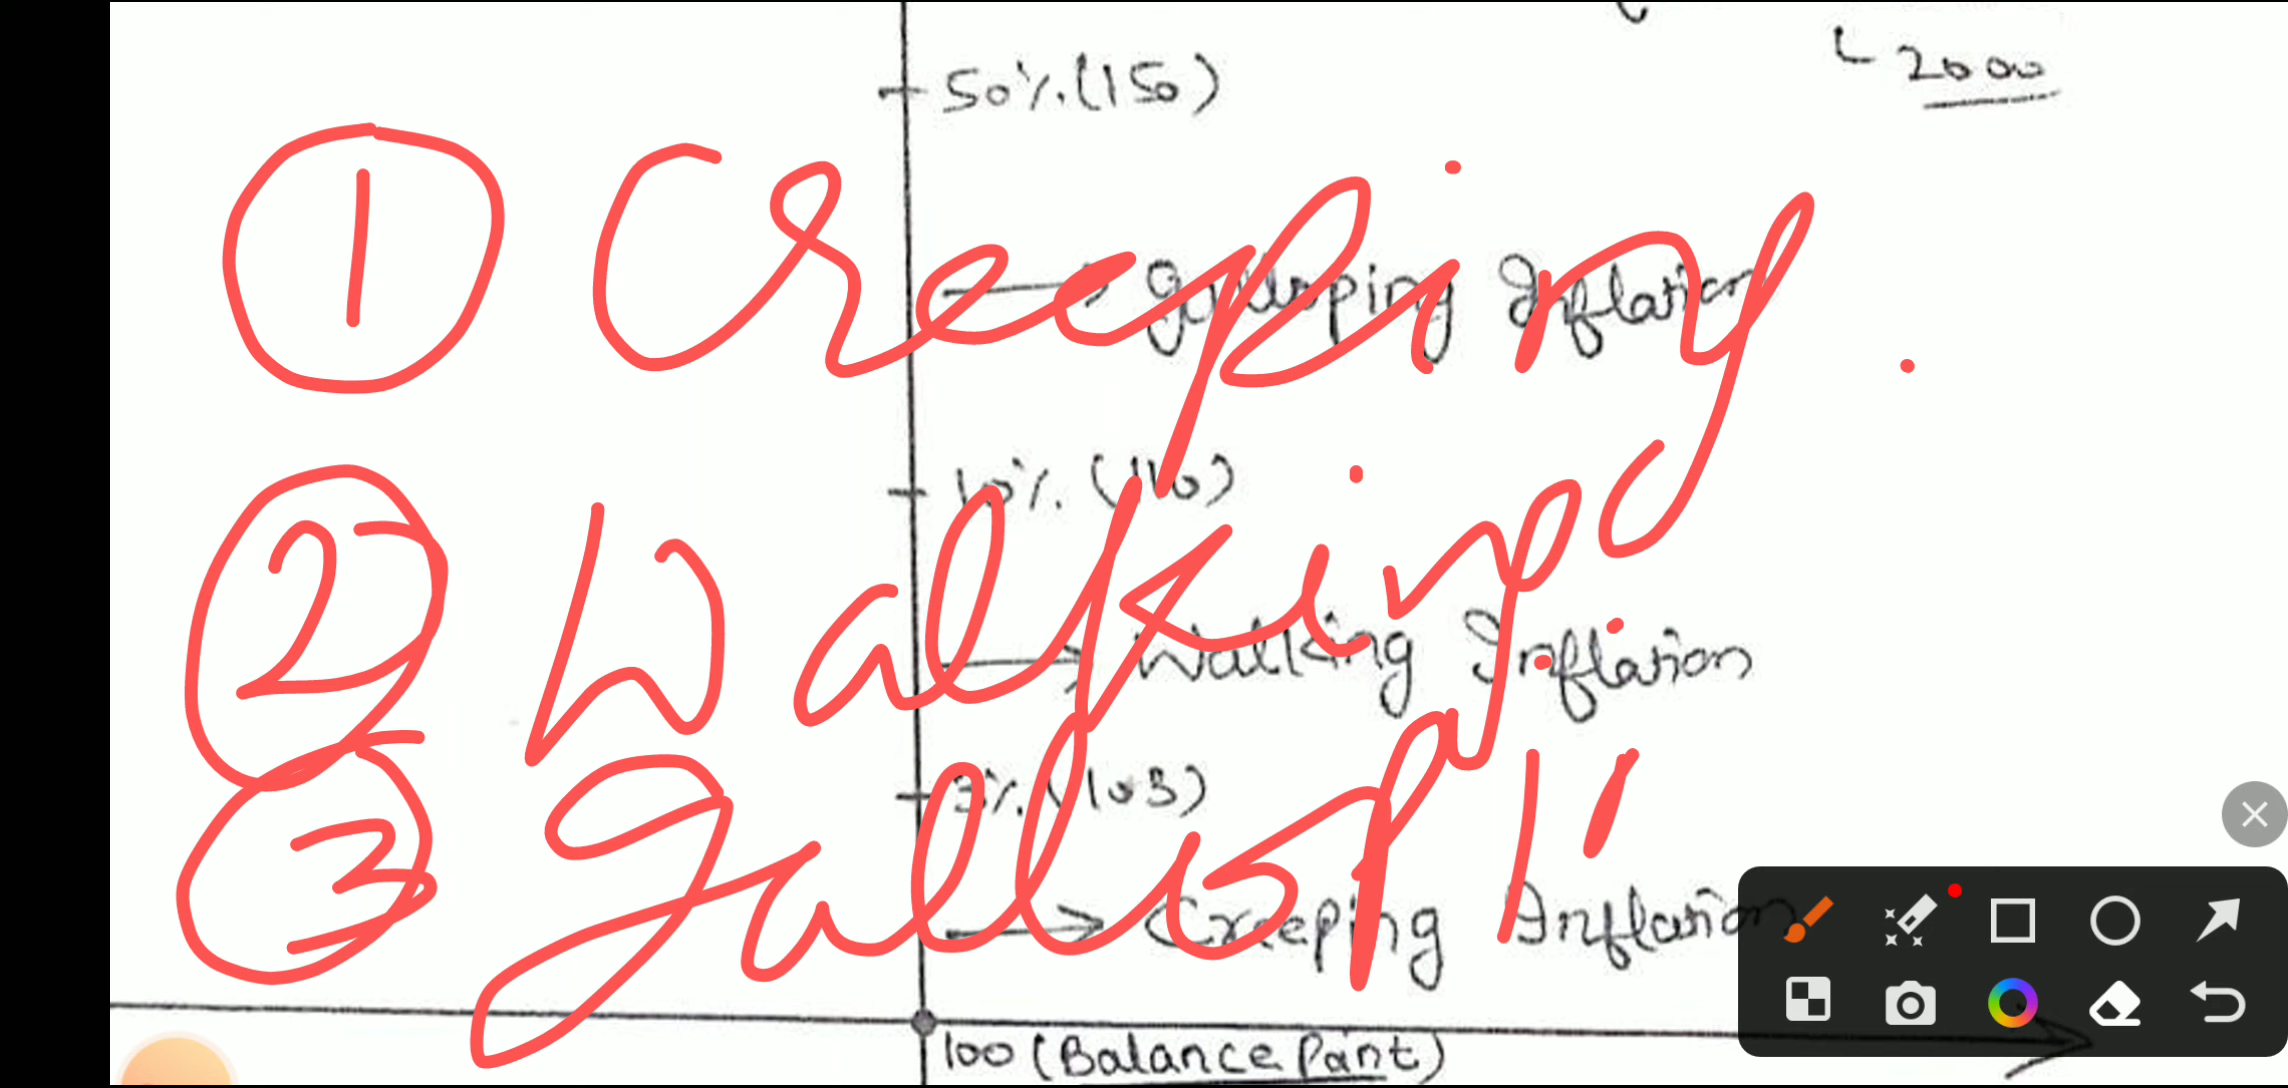 50%.(150)
2000
① Creeping
→ galloping Inflation
10%. (110)
② Walking
→ Walking Inflation
3%. (103)
③ gallop
→ Creeping Inflation
100 (Balance Point)